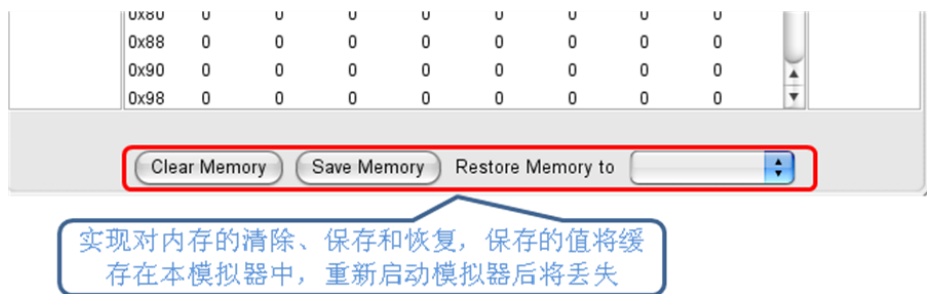 0x80 0 0 0 0 0 0 0 0
0x88 0 0 0 0 0 0 0 0
0x90 0 0 0 0 0 0 0 0
0x98 0 0 0 0 0 0 0 0
Clear Memory Save Memory Restore Memory to
实现对内存的清除、保存和恢复，保存的值将缓
存在本模拟器中，重新启动模拟器后将丢失